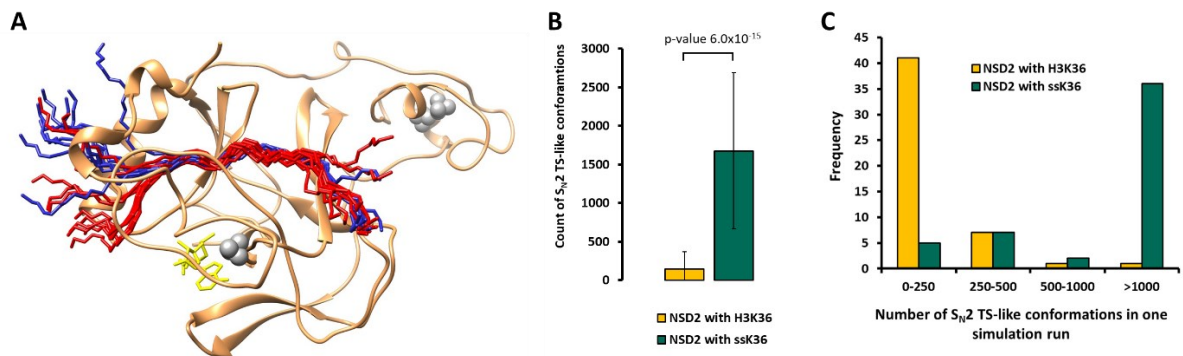 A
B
p-value 6.0x10-15
3000
2500
2000
1500
1000
500
0
Count of SN2 TS-like conforamtions
NSD2 with H3K36
NSD2 with ssK36
C
45
40
35
30
25
20
15
10
5
0
Frequency
NSD2 with H3K36
NSD2 with ssK36
0-250
250-500
500-1000
>1000
Number of SN2 TS-like conformations in one
simulation run